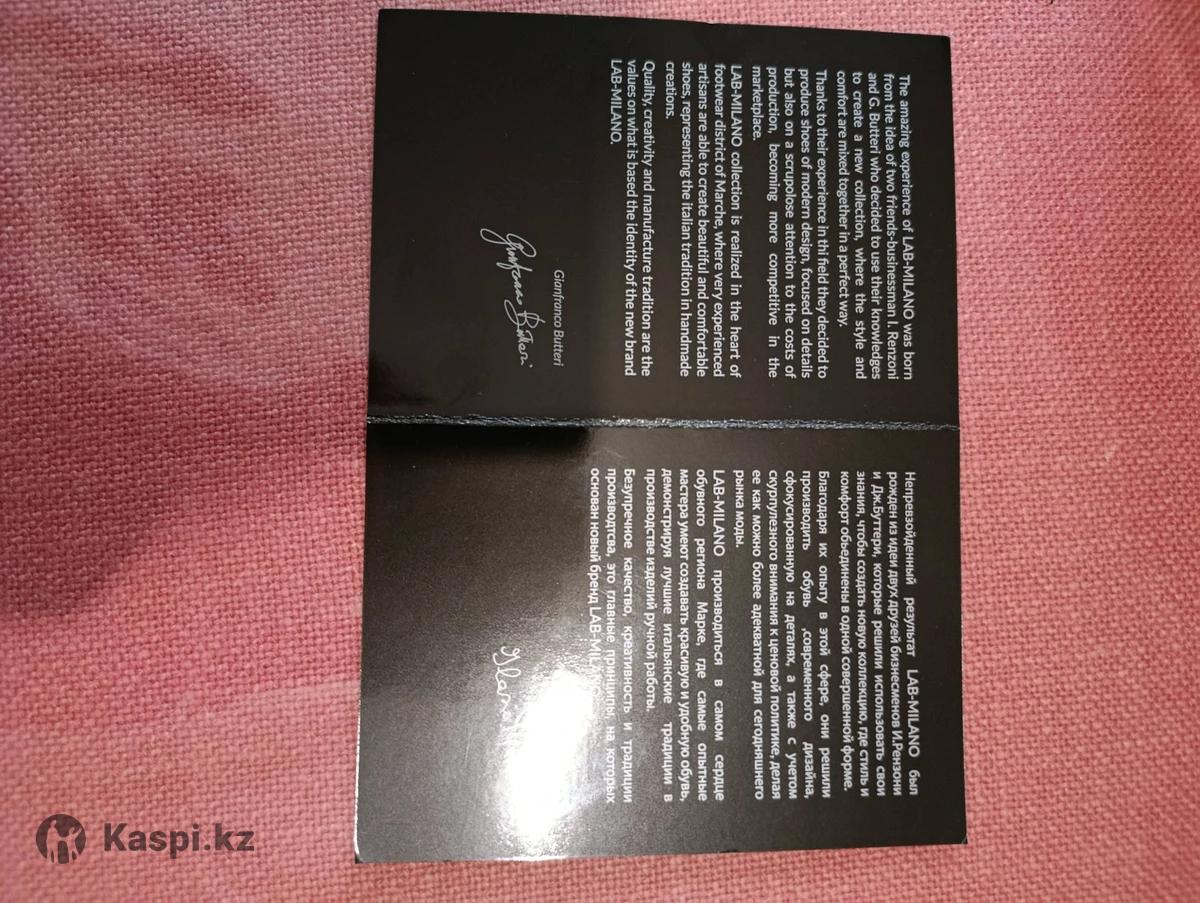 The amazing experience of LAB-MILANO was born
from the idea of two friends-businessman I. Renzoni
and G. Butteri who decided to use their knowledges
to create a new collection, where the style and
comfort are mixed together in a perfect way.
Thanks to their experience in thi field they decided to
produce shoes of modern design, focused on details
but also on a scrupolose attention to the costs of
production, becoming more competitive in the
marketplace.
LAB-MILANO collection is realized in the heart of
footwear district of Marche, where very experienced
artisans are able to create beautiful and comfortable
shoes, representing the italian tradition in handmade
creations.
Quality, creativity and manufacture tradition are the
values on what is based the identity of the new brand
LAB-MILANO.
Gianfranco Butteri
Gianfranco Butteri
Непревзойденный результат LAB-MILANO был
рожден из идеи двух друзей бизнесменов И.Рензони
и Дж.Буттери, которые решили использовать свои
знания, чтобы создать новую коллекцию, где стиль и
комфорт обьединены в одной совершенной форме.
Благодаря их опыту в этой сфере, они решили
производить обувь ,современного дизайна,
сфокусированную на деталях, а также с учетом
скурпулезного внимания к ценовой политике, делая
ее как можно более адекватной для сегодняшнего
рынка моды.
LAB-MILANO производиться в самом сердце
обувного региона Марке, где самые опытные
мастера умеют создавать красивую и удобную обувь,
демонстрируя лучшие итальянские традиции в
производстве изделий ручной работы.
Безупречное качество, креативность и традиции
производтсва, это главные принципы, на которых
основан новый бренд LAB-MILA
Kaspi.kz